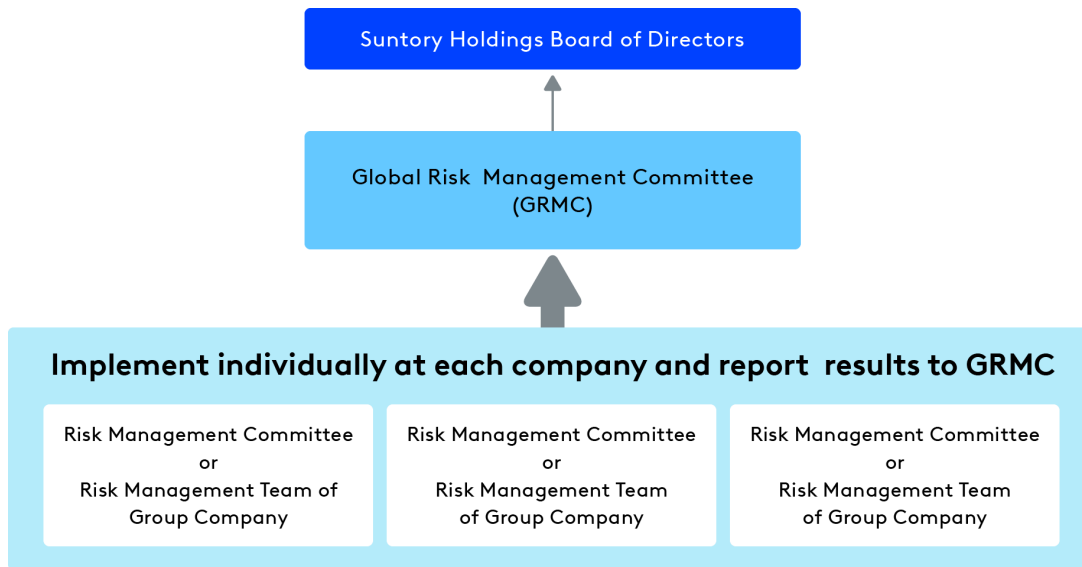 Suntory Holdings Board of Directors
Global Risk Management Committee
(GRMC)
Implement individually at each company and report results to GRMC
Risk Management Committee
or
Risk Management Team of
Group Company
Risk Management Committee
or
Risk Management Team
of Group Company
Risk Management Committee
or
Risk Management Team
of Group Company